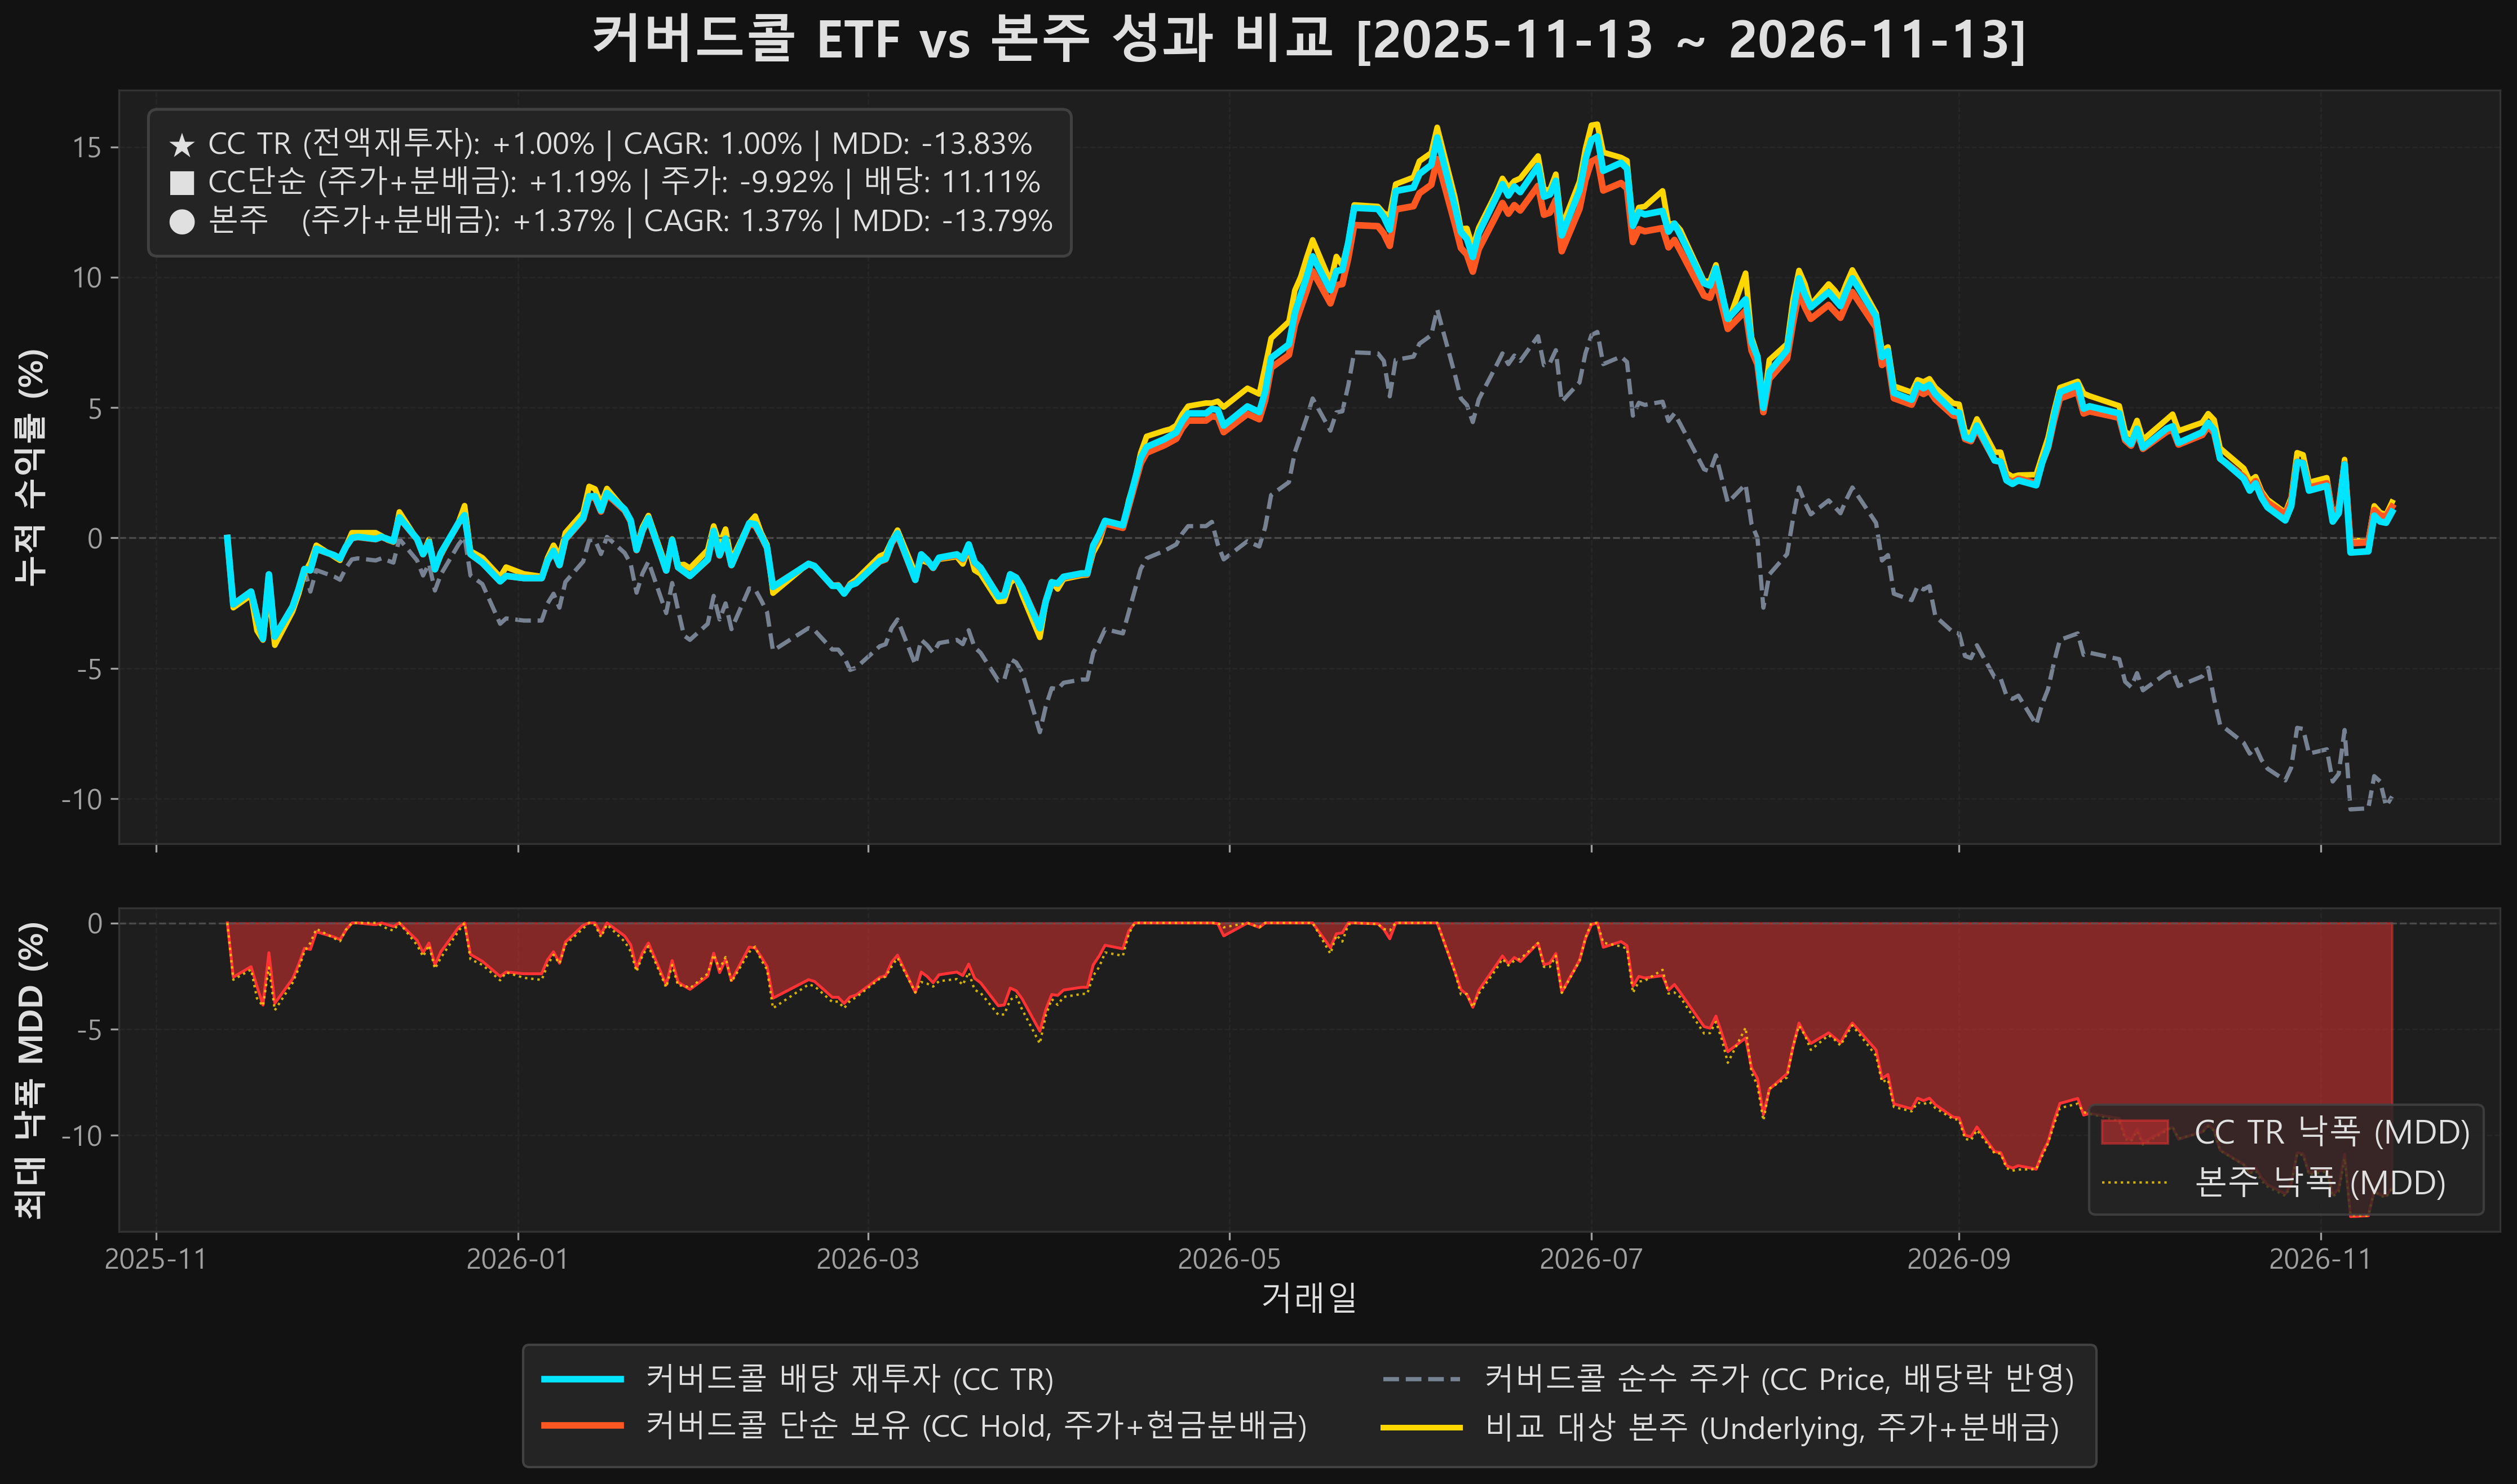 커버드콜 ETF vs 본주 성과 비교 [2025-11-13 ~ 2026-11-13]
★ CC TR (전액재투자): +1.00% | CAGR: 1.00% | MDD: -13.83%
■ CC단순 (주가+분배금): +1.19% | 주가: -9.92% | 배당: 11.11%
● 본주 (주가+분배금): +1.37% | CAGR: 1.37% | MDD: -13.79%
누적 수익률 (%)
15
10
5
0
-5
-10
최대 낙폭 MDD (%)
0
-5
-10
CC TR 낙폭 (MDD)
본주 낙폭 (MDD)
2025-11
2026-01
2026-03
2026-05
2026-07
2026-09
2026-11
거래일
커버드콜 배당 재투자 (CC TR)
커버드콜 단순 보유 (CC Hold, 주가+현금분배금)
커버드콜 순수 주가 (CC Price, 배당락 반영)
비교 대상 본주 (Underlying, 주가+분배금)